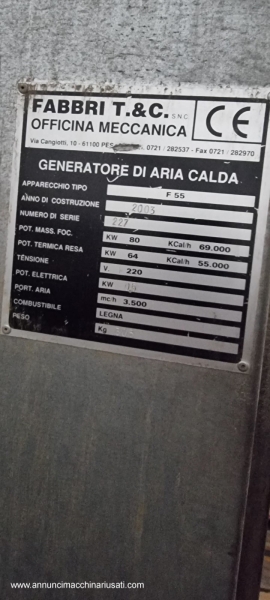 FABBRI T.&C. S.N.C.
OFFICINA MECCANICA
Via Cangiotti, 10 - 61100 PES 0721 / 282537 - Fax 0721 / 282970
CE
GENERATORE DI ARIA CALDA
APPARECCHIO TIPO F 55
ANNO DI COSTRUZIONE 2003
NUMERO DI SERIE 227
POT. MASS. FOC. KW 80 KCal/h 69.000
POT. TERMICA RESA KW 64 KCal/h 55.000
TENSIONE V 220
POT. ELETTRICA KW
PORT. ARIA mc/h 3.500
COMBUSTIBILE LEGNA
PESO Kg
www.annuncimacchinariusati.com